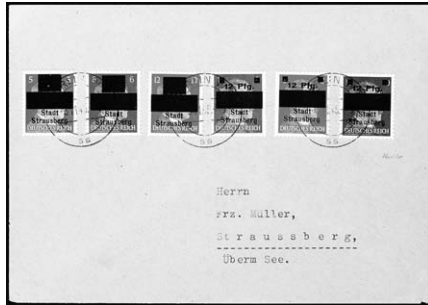 5
6
12
12 Pfg.
12 Pfg.
12 Pfg.
Stadt Strausberg
Stadt Strausberg
Stadt Strausberg
Stadt Strausberg
Stadt Strausberg
Stadt Strausberg
DEUTSCHES REICH
DEUTSCHES REICH
DEUTSCHES REICH
DEUTSCHES REICH
DEUTSCHES REICH
DEUTSCHES REICH
Herrn
Frz. Müller,
Straussberg,
Überm See.